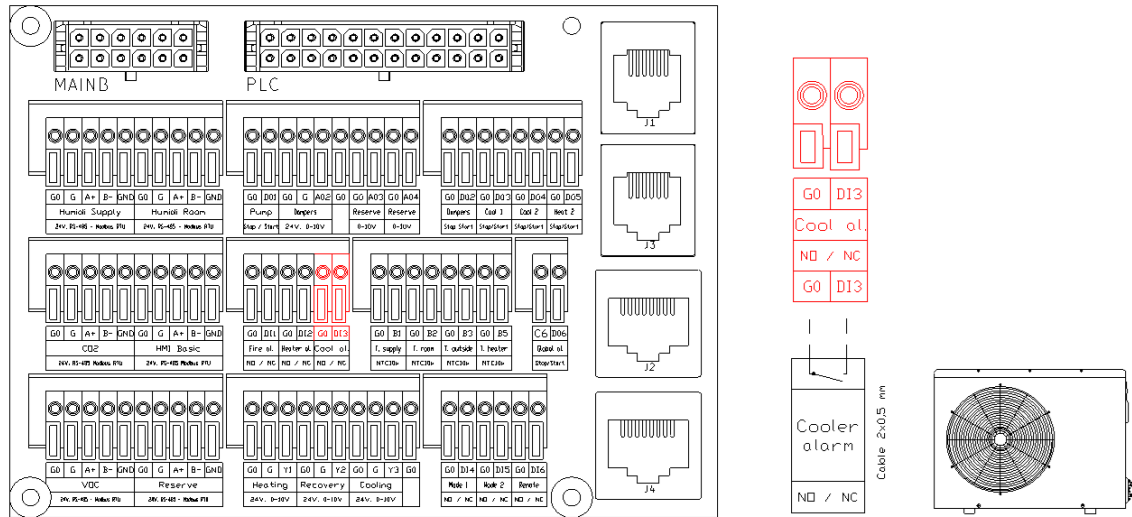 MAINB PLC
J1
G0 G A+ B- GND G0 G A+ B- GND
Humidi Supply Humidi Room
24V. RS-485 - Modbus RTU 24V. RS-485 - Modbus RTU
G0 DO1 G0 G AO2 G0 G0 AO3 G0 AO4
Pump Dampers Reserve Reserve
Stop / Start 24V. 0-10V 0-10V 0-10V
G0 DO2 G0 DO3 G0 DO4 G0 DO5
Dampers Cool 1 Cool 2 Heat 2
Stop Start Stop/Start Stop/Start Stop/Start
J3
G0 G A+ B- GND G0 G A+ B- GND
CO2 HMI Basic
24V. RS-485 Modbus RTU 24V. RS-485 Modbus RTU
G0 DI1 G0 DI2 G0 DI3
Fire al. Heater al. Cool al.
NO / NC NO / NC NO / NC
G0 B1 G0 B2 G0 B3 G0 B5
T. supply T. room T. outside T. heater
NTC10k NTC10k NTC10k NTC10k
C6 DO6
Global al.
Stop/Start
J2
G0 G A+ B- GND G0 G A+ B- GND
VOC Reserve
24V. RS-485 - Modbus RTU 24V. RS-485 - Modbus RTU
G0 G Y1 G0 G Y2 G0 G Y3 G0
Heating Recovery Cooling
24V. 0-10V 24V. 0-10V 24V. 0-10V
G0 DI4 G0 DI5 G0 DI6
Mode 1 Mode 2 Remote
NO / NC NO / NC NO / NC
J4
G0 DI3
Cool al.
NO / NC
G0 DI3
Cooler
alarm
NO / NC
Cable 2x0,5 mm